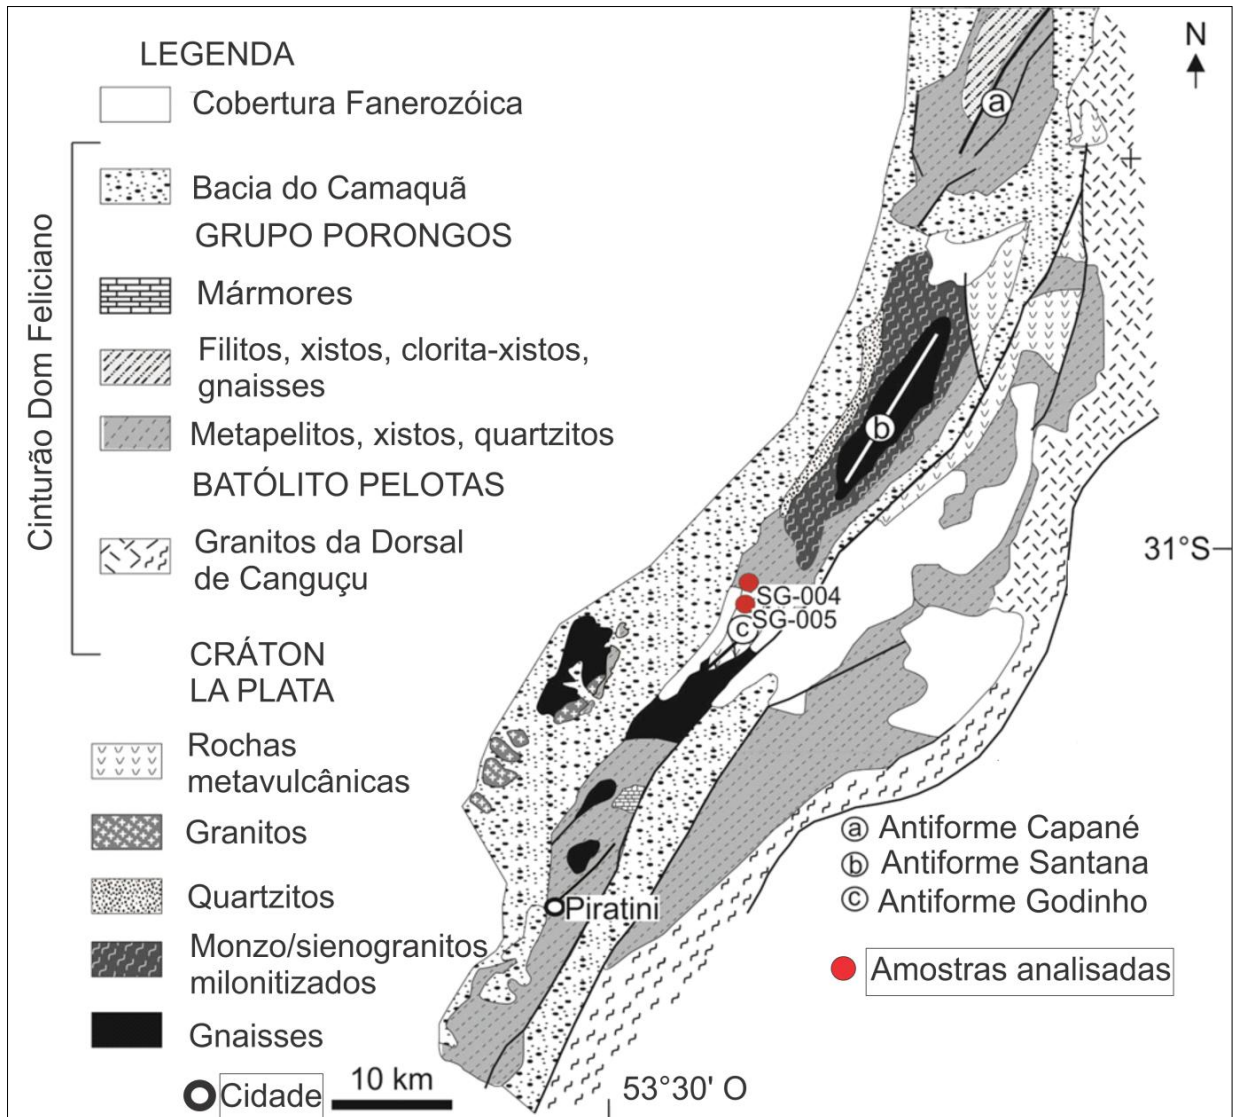 LEGENDA
Cobertura Fanerozóica
Cinturão Dom Feliciano
Bacia do Camaquã
GRUPO PORONGOS
Mármores
Filitos, xistos, clorita-xistos,
gnaisses
Metapelitos, xistos, quartzitos
BATÓLITO PELOTAS
Granitos da Dorsal
de Canguçu
CRÁTON
LA PLATA
Rochas
metavulcânicas
Granitos
Quartzitos
Monzo/sienogranitos
milonitizados
Gnaisses
Cidade
10 km
53°30' O
N
a
b
31°S
SG-004
SG-005
c
Piratini
a Antiforme Capané
b Antiforme Santana
c Antiforme Godinho
Amostras analisadas